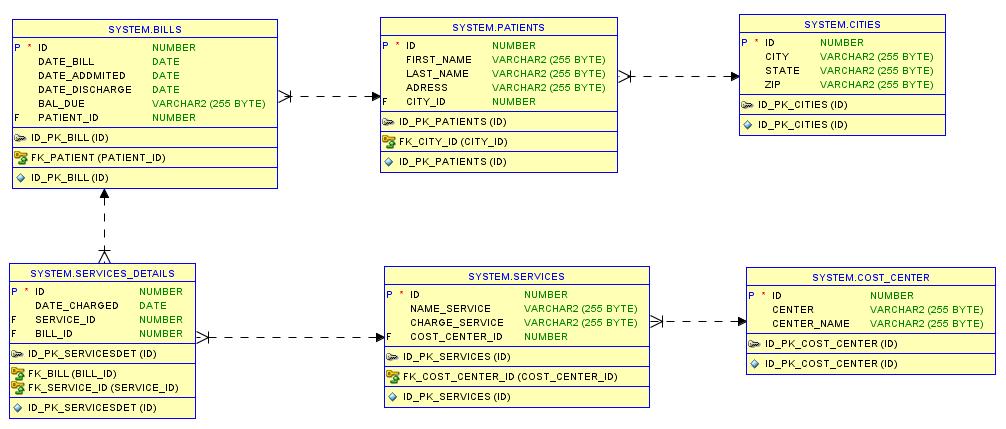 SYSTEM.BILLS
P * ID NUMBER
DATE_BILL DATE
DATE_ADDMITED DATE
DATE_DISCHARGE DATE
BAL_DUE VARCHAR2 (255 BYTE)
F PATIENT_ID NUMBER
ID_PK_BILL (ID)
FK_PATIENT (PATIENT_ID)
ID_PK_BILL (ID)
SYSTEM.PATIENTS
P * ID NUMBER
FIRST_NAME VARCHAR2 (255 BYTE)
LAST_NAME VARCHAR2 (255 BYTE)
ADRESS VARCHAR2 (255 BYTE)
F CITY_ID NUMBER
ID_PK_PATIENTS (ID)
FK_CITY_ID (CITY_ID)
ID_PK_PATIENTS (ID)
SYSTEM.CITIES
P * ID NUMBER
CITY VARCHAR2 (255 BYTE)
STATE VARCHAR2 (255 BYTE)
ZIP VARCHAR2 (255 BYTE)
ID_PK_CITIES (ID)
ID_PK_CITIES (ID)
SYSTEM.SERVICES_DETAILS
P * ID NUMBER
DATE_CHARGED DATE
F SERVICE_ID NUMBER
F BILL_ID NUMBER
ID_PK_SERVICESDET (ID)
FK_BILL (BILL_ID)
FK_SERVICE_ID (SERVICE_ID)
ID_PK_SERVICESDET (ID)
SYSTEM.SERVICES
P * ID NUMBER
NAME_SERVICE VARCHAR2 (255 BYTE)
CHARGE_SERVICE VARCHAR2 (255 BYTE)
F COST_CENTER_ID NUMBER
ID_PK_SERVICES (ID)
FK_COST_CENTER_ID (COST_CENTER_ID)
ID_PK_SERVICES (ID)
SYSTEM.COST_CENTER
P * ID NUMBER
CENTER VARCHAR2 (255 BYTE)
CENTER_NAME VARCHAR2 (255 BYTE)
ID_PK_COST_CENTER (ID)
ID_PK_COST_CENTER (ID)